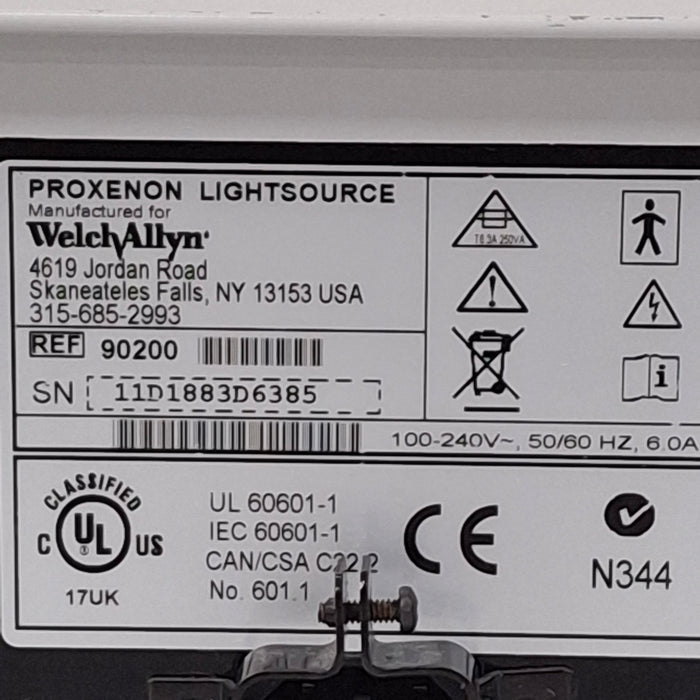 PROXENON LIGHTSOURCE
Manufactured for
WelchAllyn®
4619 Jordan Road
Skaneateles Falls, NY 13153 USA
315-685-2993
REF 90200
SN 11D1883D6385
T6.3A 250VA
i
100-240V~, 50/60 HZ, 6.0A
CLASSIFIED
C UL® US
17UK
UL 60601-1
IEC 60601-1
CAN/CSA C22.2
No. 601.1
CE
N344